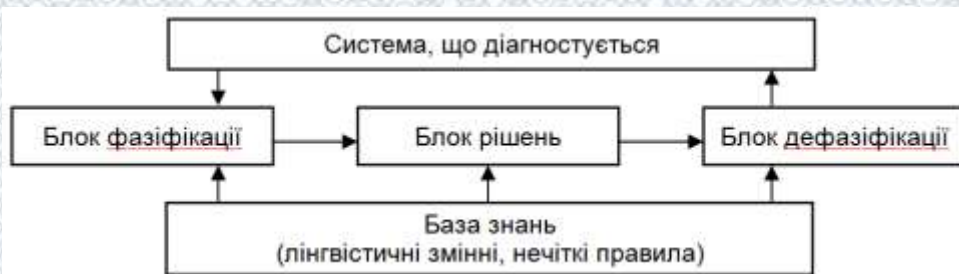 Система, що діагностується
Блок фазіфікації
Блок рішень
Блок дефазіфікації
База знань
(лінгвістичні змінні, нечіткі правила)